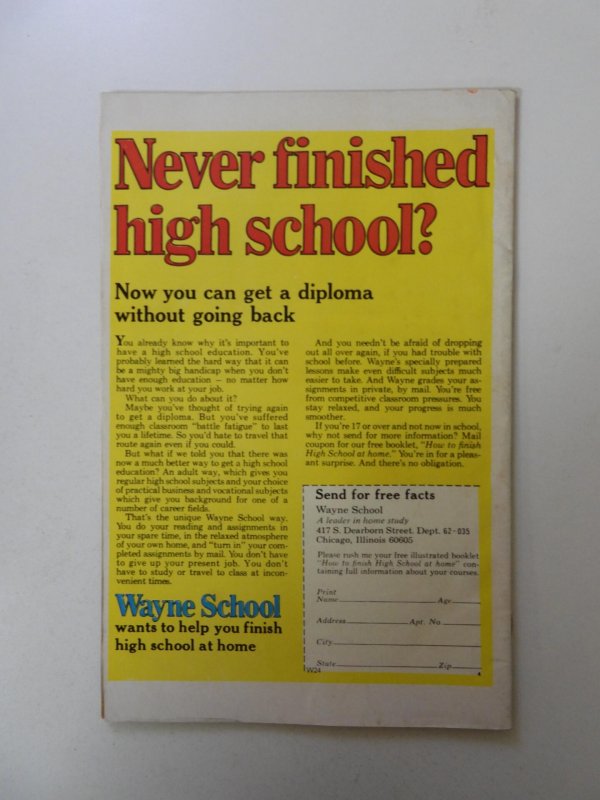 Never finished
high school?
Now you can get a diploma
without going back
You already know why it's important to
have a high school education. You've
probably learned the hard way that it can
be a mighty big handicap when you don't
have enough education – no matter how
hard you work at your job.
What can you do about it?
Maybe you've thought of trying again
to get a diploma. But you've suffered
enough classroom "battle fatigue" to last
you a lifetime. So you'd hate to travel that
route again even if you could.
But what if we told you that there was
now a much better way to get a high school
education? An adult way, which gives you
regular high school subjects and your choice
of practical business and vocational subjects
which give you background for one of a
number of career fields.
That's the unique Wayne School way.
You do your reading and assignments in
your spare time, in the relaxed atmosphere
of your own home, and "turn in" your com-
pleted assignments by mail. You don't have
to give up your present job. You don't
have to study or travel to class at incon-
venient times.
Wayne School
wants to help you finish
high school at home
And you needn't be afraid of dropping
out all over again, if you had trouble with
school before. Wayne's specially prepared
lessons make even difficult subjects much
easier to take. And Wayne grades your as-
signments in private, by mail. You're free
from competitive classroom pressures. You
stay relaxed, and your progress is much
smoother.
If you're 17 or over and not now in school,
why not send for more information? Mail
coupon for our free booklet, "How to finish
High School at home." You're in for a pleas-
ant surprise. And there's no obligation.
Send for free facts
Wayne School
A leader in home study
417 S. Dearborn Street, Dept. 62-035
Chicago, Illinois 60605
Please rush me your free illustrated booklet
"How to finish High School at home" con-
taining full information about your courses.
Print
Name Age
Address Apt. No.
City
State Zip
W24 4